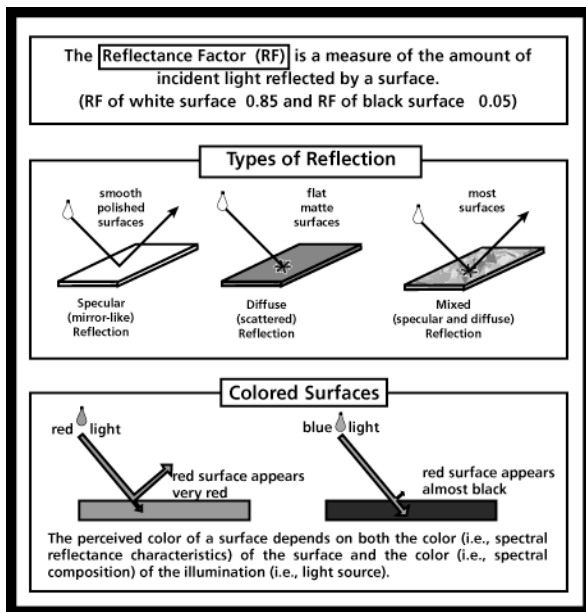 The Reflectance Factor (RF) is a measure of the amount of
incident light reflected by a surface.
(RF of white surface 0.85 and RF of black surface 0.05)
Types of Reflection
smooth
polished
surfaces
flat
matte
surfaces
most
surfaces
Specular
(mirror-like)
Reflection
Diffuse
(scattered)
Reflection
Mixed
(specular and diffuse)
Reflection
Colored Surfaces
red light
red surface appears
very red
blue light
red surface appears
almost black
The perceived color of a surface depends on both the color (i.e., spectral
reflectance characteristics) of the surface and the color (i.e., spectral
composition) of the illumination (i.e., light source).